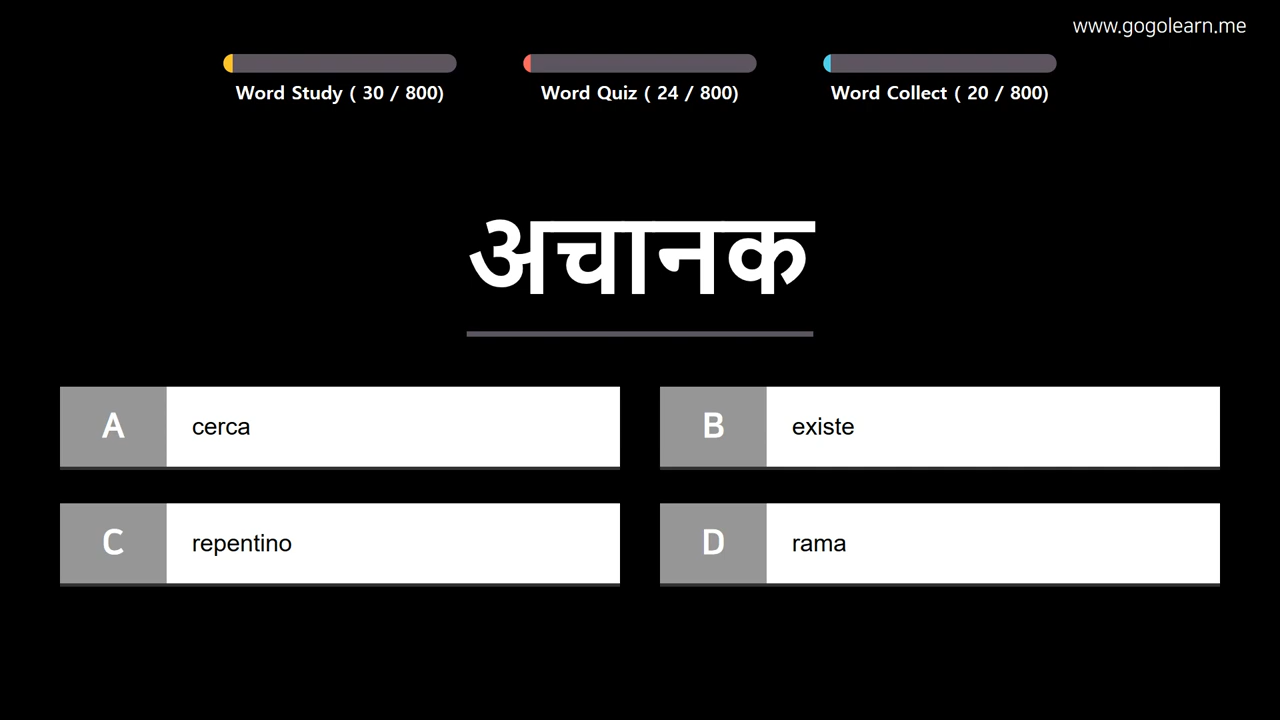 www.gogolearn.me
Word Study ( 30 / 800)
Word Quiz ( 24 / 800)
Word Collect ( 20 / 800)
अचानक
A cerca
B existe
C repentino
D rama